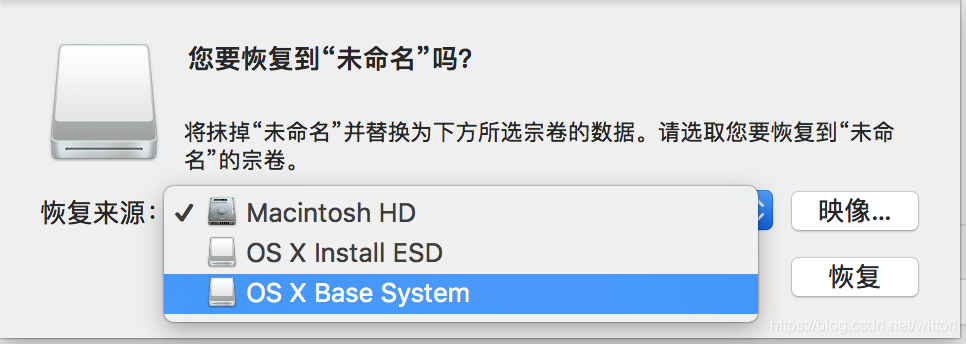 您要恢复到“未命名”吗?
将抹掉“未命名”并替换为下方所选宗卷的数据。请选取您要恢复到“未命
名”的宗卷。
恢复来源:
✓ Macintosh HD
OS X Install ESD
OS X Base System
映像...
恢复
https://blog.csdn.net/witton